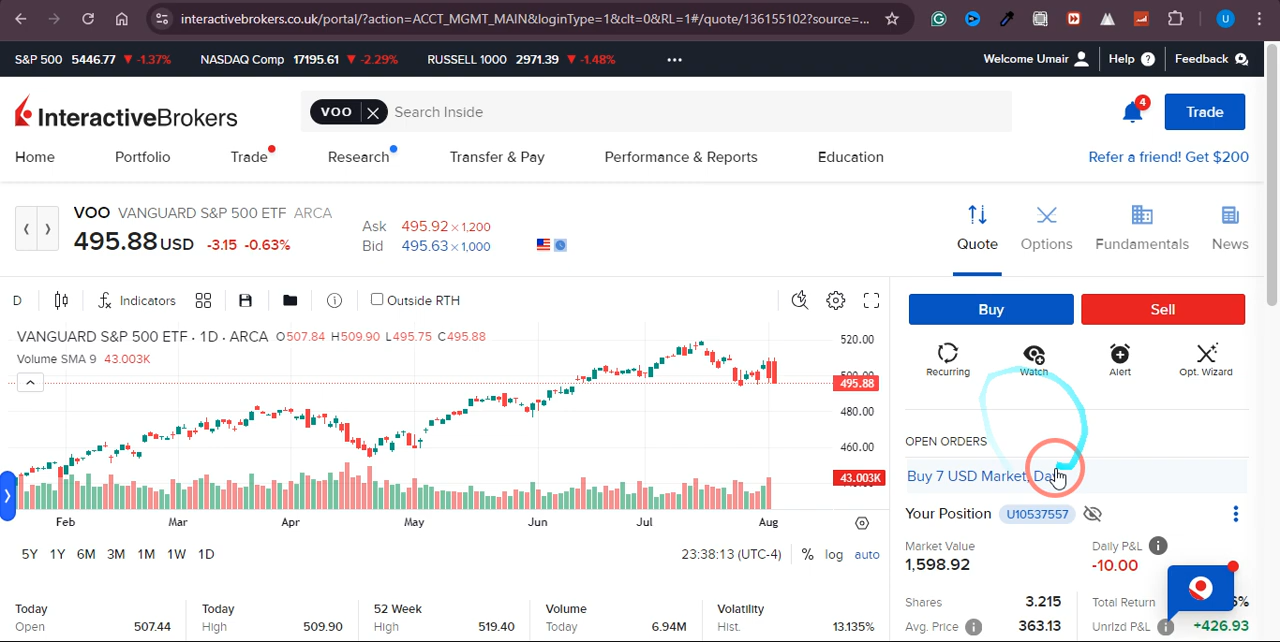 interactivebrokers.co.uk/portal/?action=ACCT_MGMT_MAIN&loginType=1&clt=0&RL=1#/quote/136155102?source=...
U
S&P 500 5446.77 ▼ -1.37% NASDAQ Comp 17195.61 ▼ -2.29% RUSSELL 1000 2971.39 ▼ -1.48% ••• Welcome Umair Help ? Feedback
InteractiveBrokers VOO Search Inside 4 Trade
Home Portfolio Trade Research Transfer & Pay Performance & Reports Education Refer a friend! Get $200
VOO VANGUARD S&P 500 ETF ARCA
495.88 USD -3.15 -0.63%
Ask 495.92 × 1,200
Bid 495.63 × 1,000
Quote Options Fundamentals News
D Indicators Outside RTH
VANGUARD S&P 500 ETF · 1D · ARCA O507.84 H509.90 L495.75 C495.88
Volume SMA 9 43.003K
520.00
495.88
480.00
460.00
43.003K
Feb Mar Apr May Jun Jul Aug
5Y 1Y 6M 3M 1M 1W 1D 23:38:13 (UTC-4) % log auto
Today Open 507.44
Today High 509.90
52 Week High 519.40
Volume Today 6.94M
Volatility Hist. 13.135%
Buy Sell
Recurring Watch Alert Opt. Wizard
OPEN ORDERS
Buy 7 USD Market,
Your Position U10537557
Market Value Daily P&L
1,598.92 -10.00
Shares 3.215 Total Return
Avg. Price 363.13 Unrlzd P&L +426.93